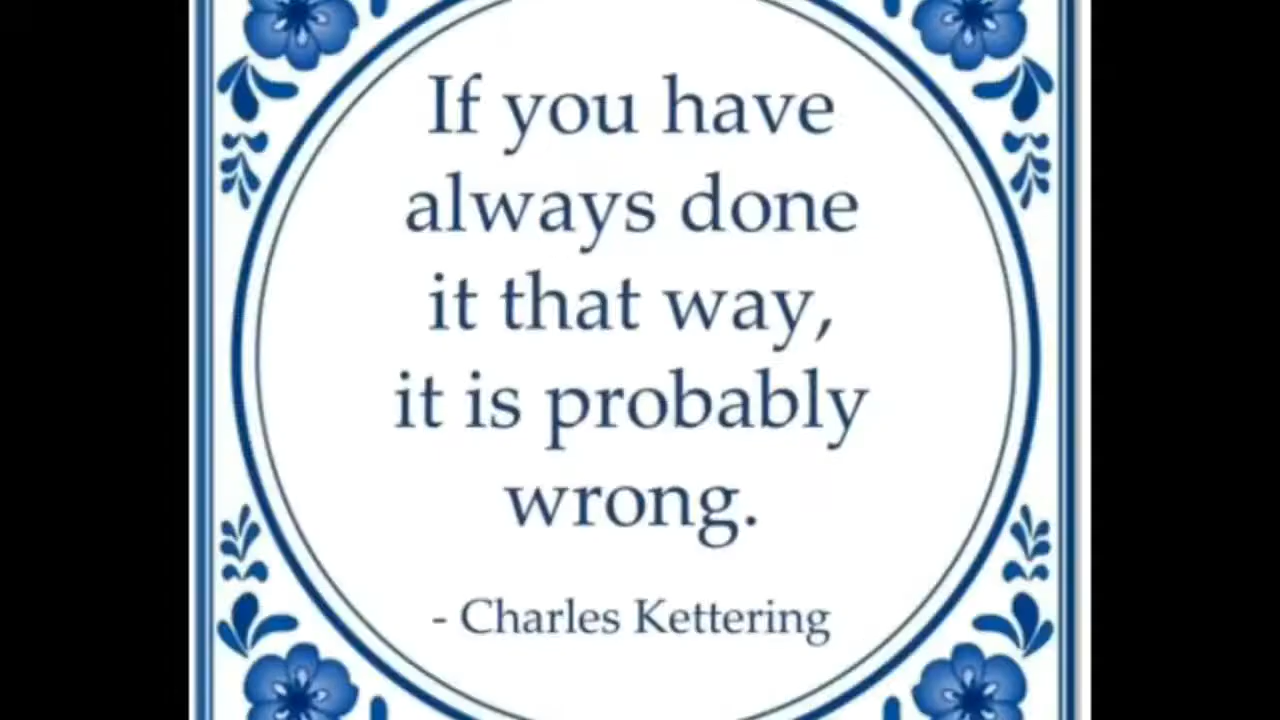 If you have
always done
it that way,
it is probably
wrong.
- Charles Kettering